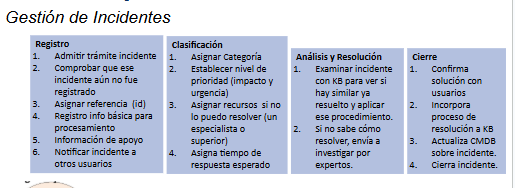 Gestión de Incidentes
Registro
1. Admitir trámite incidente
2. Comprobar que ese
incidente aún no fue
registrado
3. Asignar referencia (id)
4. Registro info básica para
procesamiento
5. Información de apoyo
6. Notificar incidente a
otros usuarios
Clasificación
1. Asignar Categoría
2. Establecer nivel de
prioridad (impacto y
urgencia)
3. Asignar recursos si no
lo puedo resolver (un
especialista o
superior)
4. Asigna tiempo de
respuesta esperado
Análisis y Resolución
1. Examinar incidente
con KB para ver si
hay similar ya
resuelto y aplicar
ese procedimiento.
2. Si no sabe cómo
resolver, envía a
investigar por
expertos.
Cierre
1. Confirma
solución con
usuarios
2. Incorpora
proceso de
resolución a KB
3. Actualiza CMDB
sobre incidente.
4. Cierra incidente.